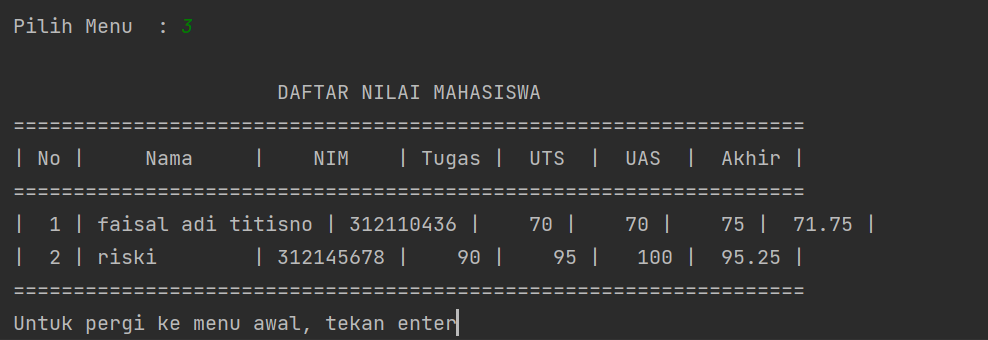 Pilih Menu  : 3
                      DAFTAR NILAI MAHASISWA
==================================================================
| No |     Nama     |    NIM    | Tugas |  UTS  |  UAS  |  Akhir |
==================================================================
|  1 | faisal adi titisno | 312110436 |    70 |    70 |    75 |  71.75 |
|  2 | riski        | 312145678 |    90 |    95 |   100 |  95.25 |
==================================================================
Untuk pergi ke menu awal, tekan enter